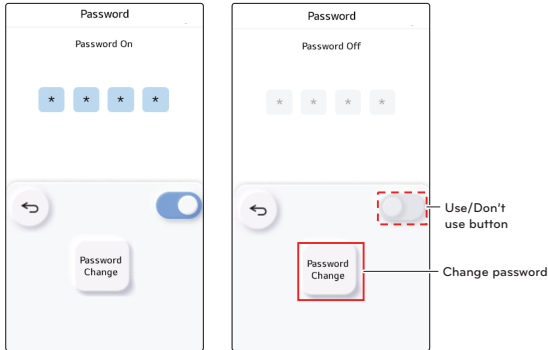 Password
Password On
* * * *
Password
Change
Password
Password Off
* * * *
Password
Change
Use/Don't
use button
Change password